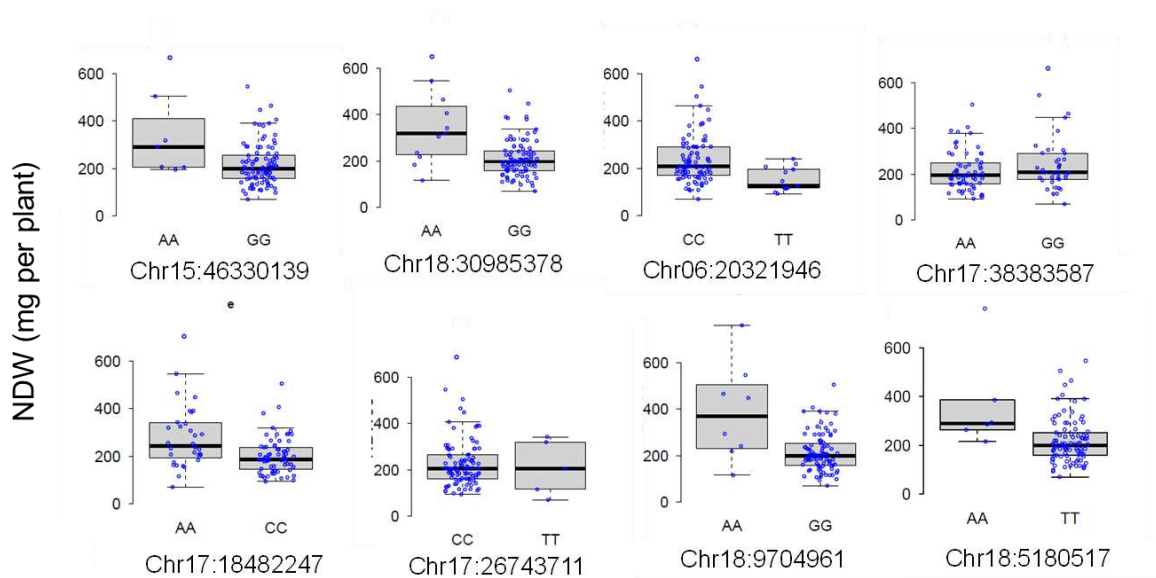 NDW (mg per plant)
600
400
200
0
AA GG
Chr15:46330139
600
400
200
0
AA GG
Chr18:30985378
600
400
200
0
CC TT
Chr06:20321946
600
400
200
0
AA GG
Chr17:38383587
e
600
400
200
0
AA CC
Chr17:18482247
600
400
200
0
CC TT
Chr17:26743711
600
400
200
0
AA GG
Chr18:9704961
600
400
200
0
AA TT
Chr18:5180517